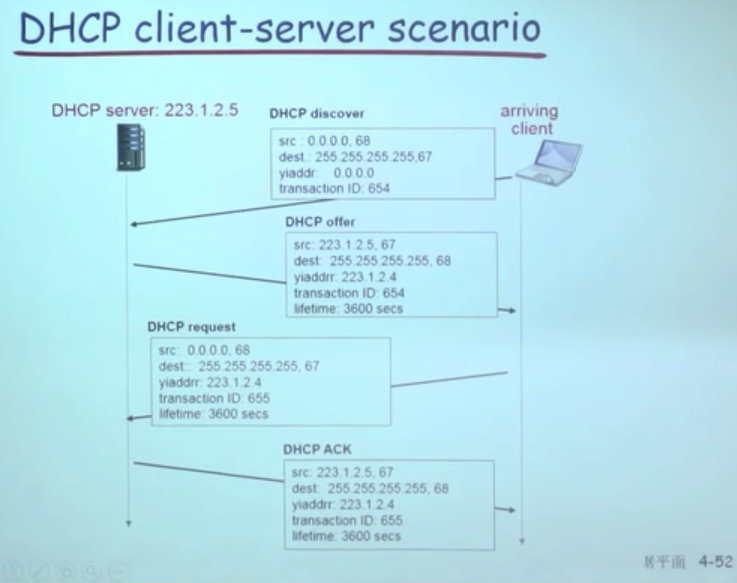 DHCP client-server scenario
DHCP server: 223.1.2.5
arriving
client
DHCP discover
src : 0.0.0.0, 68
dest.: 255.255.255.255,67
yiaddr: 0.0.0.0
transaction ID: 654
DHCP offer
src: 223.1.2.5, 67
dest: 255.255.255.255, 68
yiaddrr: 223.1.2.4
transaction ID: 654
lifetime: 3600 secs
DHCP request
src: 0.0.0.0, 68
dest:: 255.255.255.255, 67
yiaddrr: 223.1.2.4
transaction ID: 655
lifetime: 3600 secs
DHCP ACK
src: 223.1.2.5, 67
dest: 255.255.255.255, 68
yiaddrr: 223.1.2.4
transaction ID: 655
lifetime: 3600 secs
平面 4-52